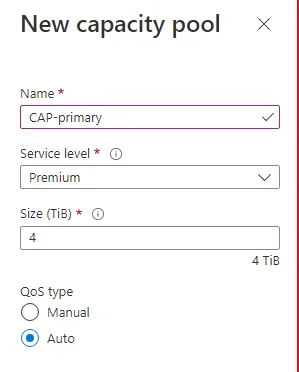 New capacity pool
Name *
CAP-primary
Service level *
Premium
Size (TiB) *
4
4 TiB
QoS type
Manual
Auto